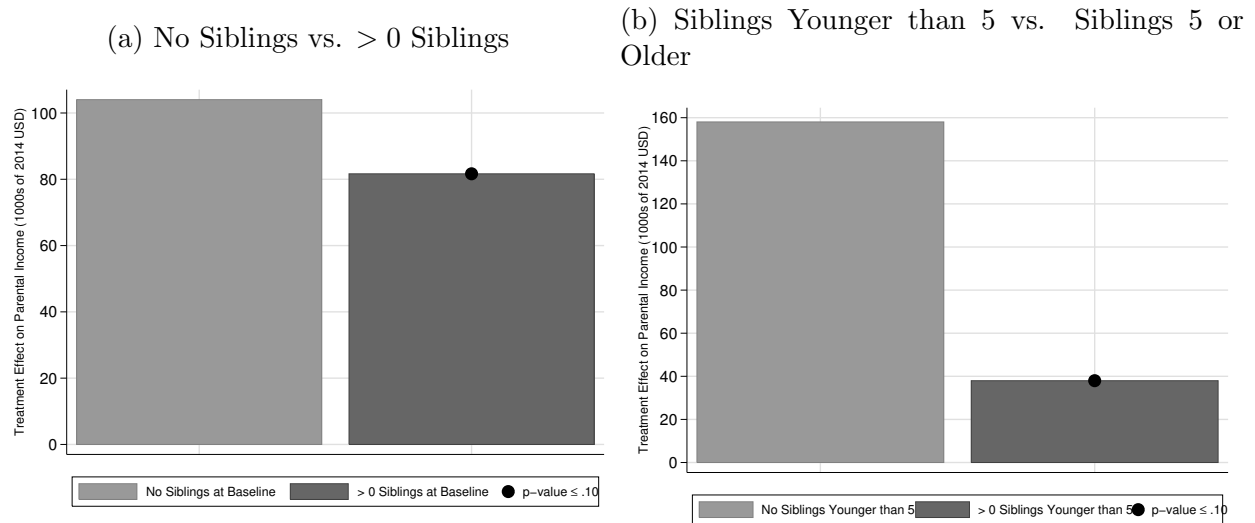 (a) No Siblings vs. > 0 Siblings
Treatment Effect on Parental Income (1000s of 2014 USD)
100
80
60
40
20
0
No Siblings at Baseline
> 0 Siblings at Baseline
p−value ≤ .10
(b) Siblings Younger than 5 vs. Siblings 5 or
Older
Treatment Effect on Parental Income (1000s of 2014 USD)
160
140
120
100
80
60
40
20
0
No Siblings Younger than 5
> 0 Siblings Younger than 5
p−value ≤ .10